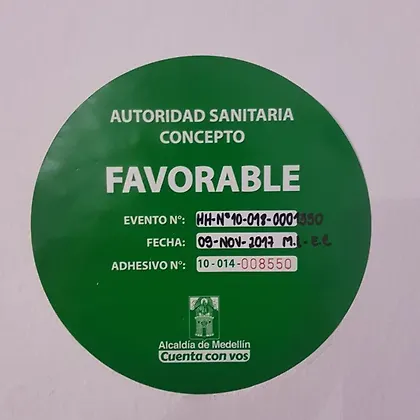 AUTORIDAD SANITARIA
CONCEPTO
FAVORABLE
EVENTO N°: HH-N°10-018-0001390
FECHA: 09-NOV-2017 M.L-E.C
ADHESIVO N°: 10-014-008550
Alcaldía de Medellín
Cuenta con vos